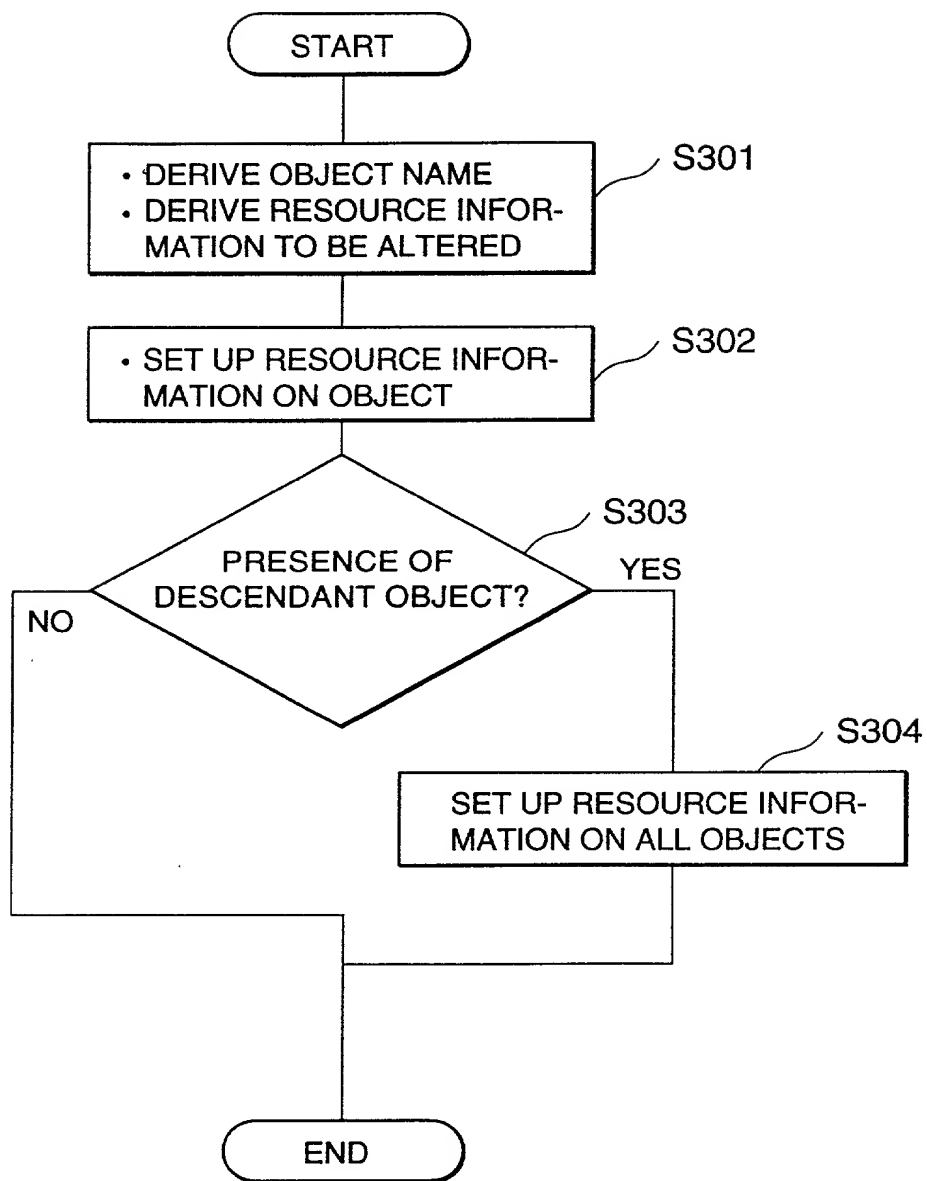 START
S301
• DERIVE OBJECT NAME
• DERIVE RESOURCE INFOR-
MATION TO BE ALTERED
S302
• SET UP RESOURCE INFOR-
MATION ON OBJECT
S303
PRESENCE OF
DESCENDANT OBJECT?
YES
NO
S304
SET UP RESOURCE INFOR-
MATION ON ALL OBJECTS
END